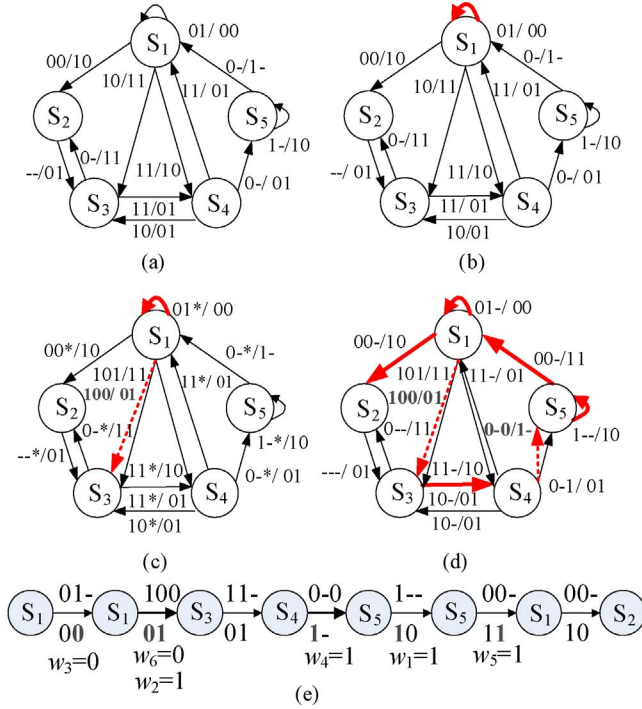 01/ 00
S1
00/10
0-/1-
10/11
11/ 01
S2
S5
0-/11
1-/10
--/01
11/10
0-/ 01
S3
11/01
S4
10/01
(a)
01/ 00
S1
00/10
0-/1-
10/11
11/ 01
S2
S5
0-/11
1-/10
--/ 01
11/10
0-/ 01
S3
11/ 01
S4
10/01
(b)
01*/ 00
S1
00*/10
0-*/1-
101/11
11*/ 01
100/ 01
S2
S5
0-*/11
1-*/10
--*/01
11*/10
0-*/ 01
S3
11*/ 01
S4
10*/01
(c)
01-/ 00
S1
00-/10
00-/11
101/11
11-/ 01
100/01
S2
S5
0--/11
0-0/1-
1--/10
---/ 01
11-/10
0-1/ 01
S3
10-/01
S4
10-/01
(d)
01- 100 11- 0-0 1-- 00- 00-
S1 S1 S3 S4 S5 S5 S1 S2
00 01 01 1- 10 11 10
w3=0 w6=0 w4=1 w1=1 w5=1
w2=1
(e)